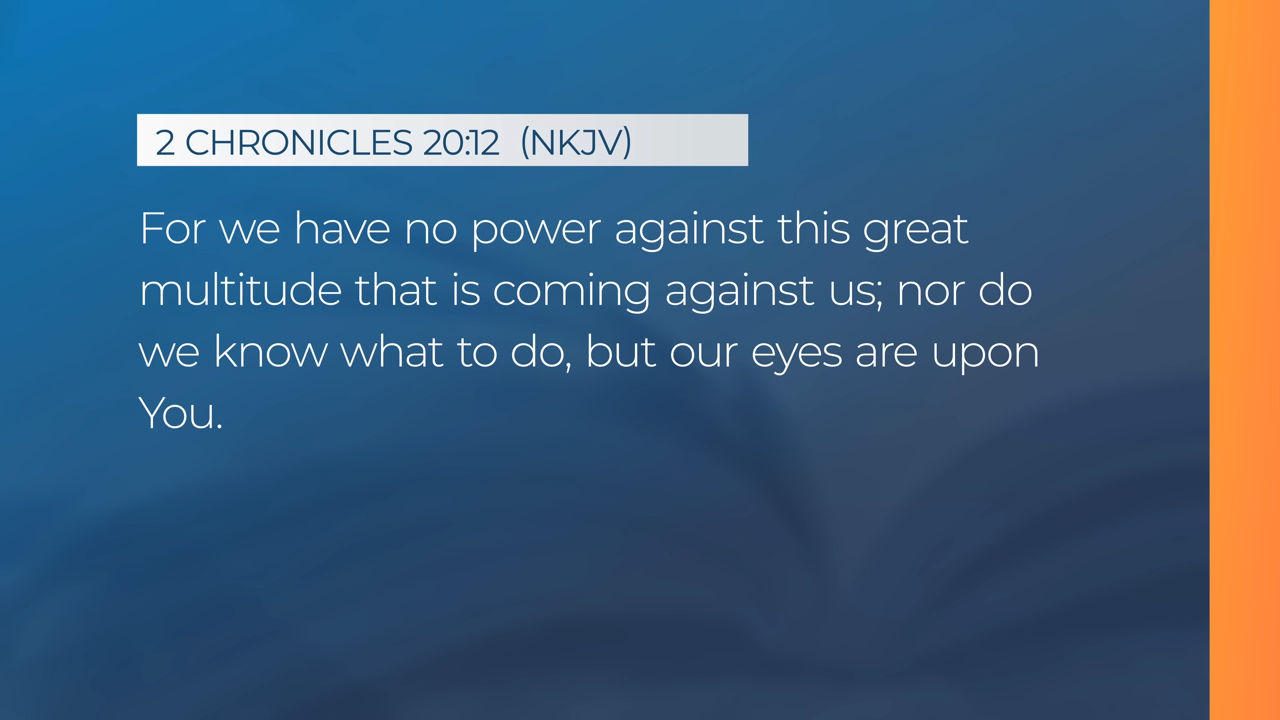 2 CHRONICLES 20:12 (NKJV)
For we have no power against this great
multitude that is coming against us; nor do
we know what to do, but our eyes are upon
You.